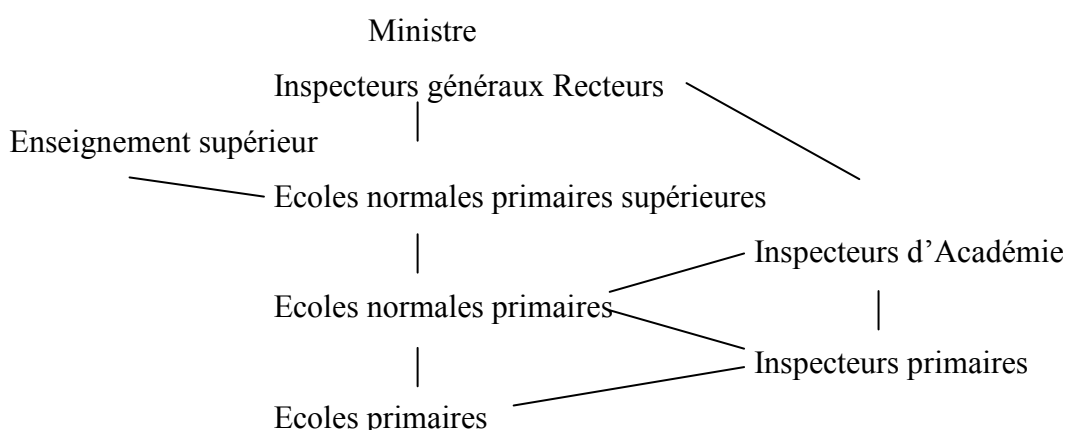 Ministre
Inspecteurs généraux Recteurs
Enseignement supérieur
Ecoles normales primaires supérieures
Inspecteurs d’Académie
Ecoles normales primaires
Inspecteurs primaires
Ecoles primaires